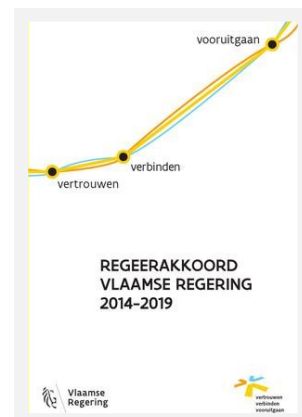 vooruitgaan
verbinden
vertrouwen
REGEERAKKOORD
VLAAMSE REGERING
2014-2019
Vlaamse
Regering
vertrouwen
verbinden
vooruitgaan